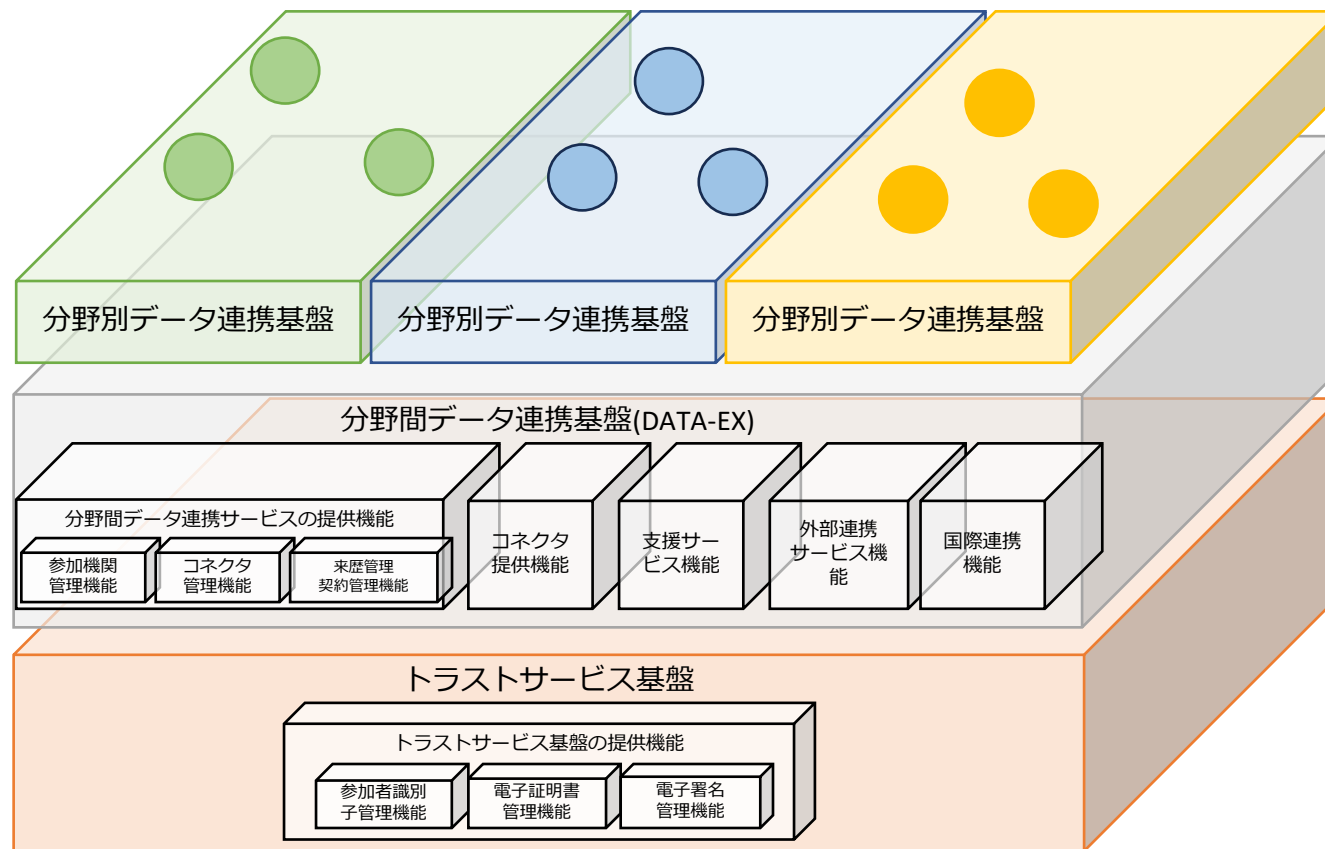 分野別データ連携基盤
分野別データ連携基盤
分野別データ連携基盤
分野間データ連携基盤(DATA-EX)
分野間データ連携サービスの提供機能
参加機関
管理機能
コネクタ
管理機能
来歴管理
契約管理機能
コネクタ
提供機能
支援サー
ビス機能
外部連携
サービス機
能
国際連携
機能
トラストサービス基盤
トラストサービス基盤の提供機能
参加者識別
子管理機能
電子証明書
管理機能
電子署名
管理機能